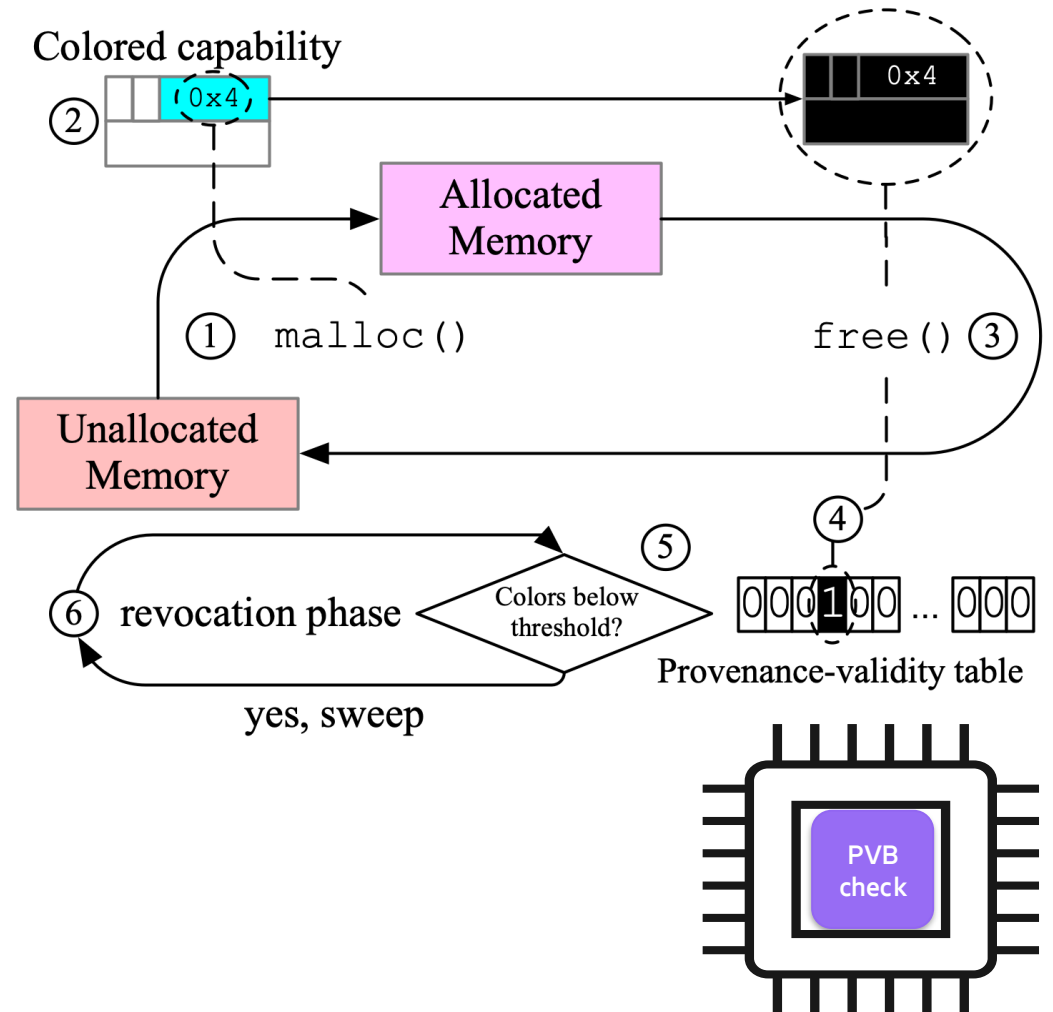 Colored capability
0x4
0x4
2
Allocated
Memory
1
malloc()
free()
3
Unallocated
Memory
4
5
Colors below
threshold?
6
revocation phase
000100 ... 000
Provenance-validity table
yes, sweep
PVB
check